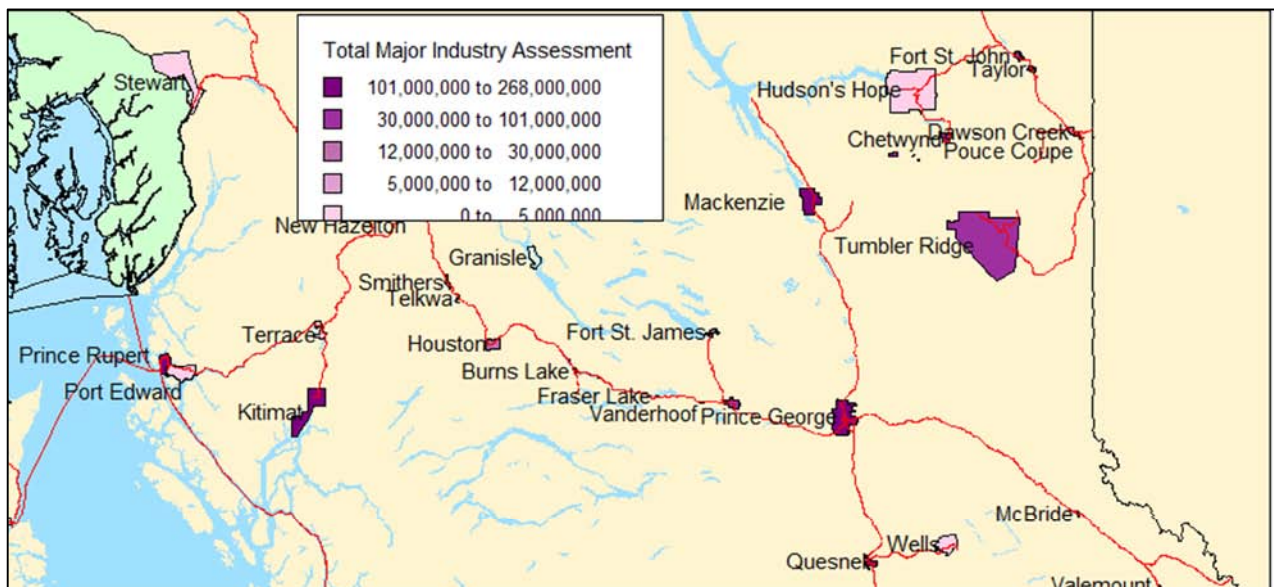 Total Major Industry Assessment
101,000,000 to 268,000,000
30,000,000 to 101,000,000
12,000,000 to 30,000,000
5,000,000 to 12,000,000
0 to 5,000,000
Stewart
Fort St. John
Taylor
Hudson's Hope
Chetwynd
Dawson Creek
Pouce Coupe
Mackenzie
Tumbler Ridge
New Hazelton
Granisle
Smithers
Telkwa
Terrace
Houston
Fort St. James
Prince Rupert
Port Edward
Burns Lake
Fraser Lake
Kitimat
Vanderhoof
Prince George
McBride
Wells
Quesnel
Valemount